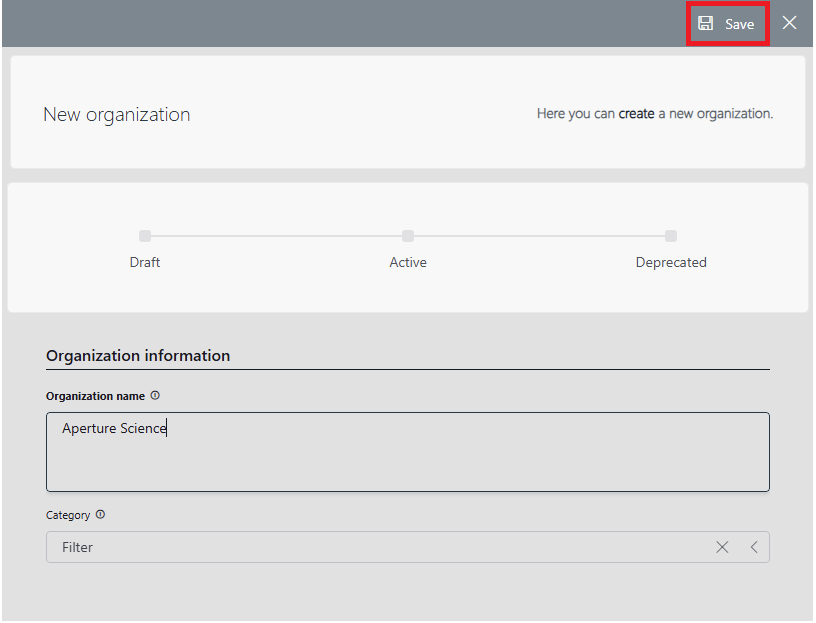 Save
New organization
Here you can create a new organization.
Draft
Active
Deprecated
Organization information
Organization name
Aperture Science
Category
Filter